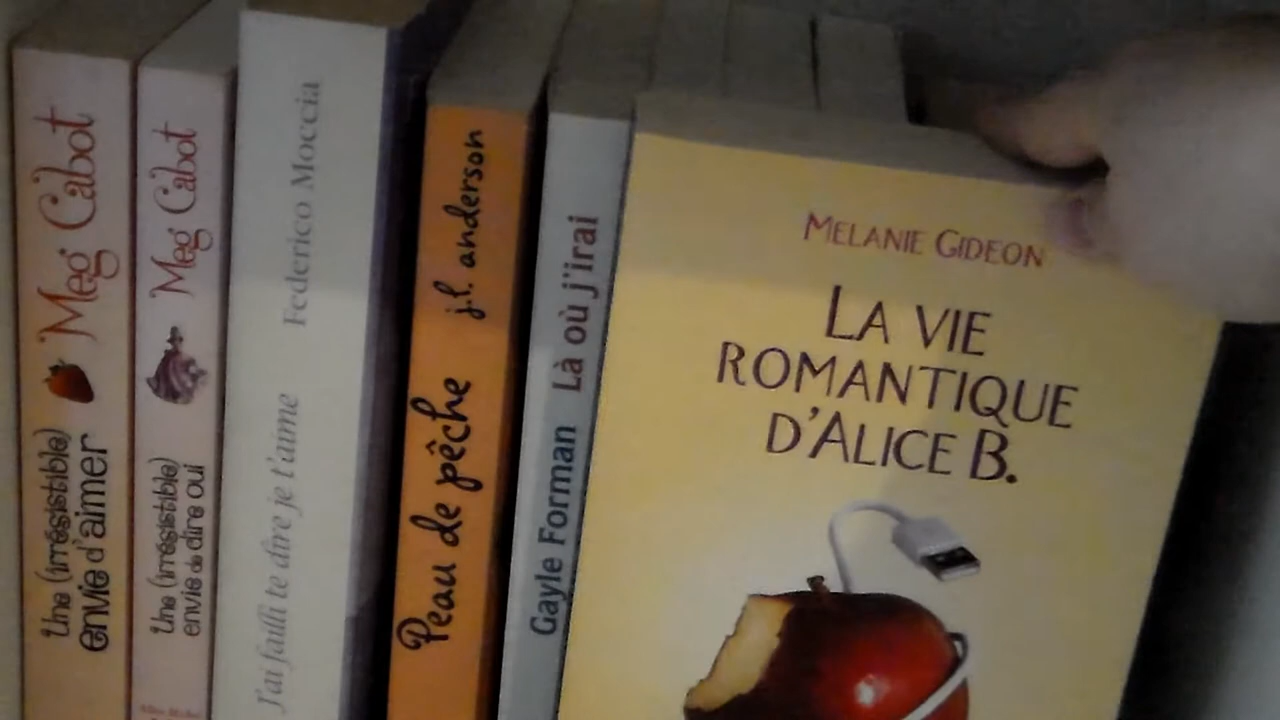 Meg Cabot
Une (irrésistible)
envie d'aimer
Meg Cabot
Une (irrésistible)
envie de dire oui
Federico Moccia
J'ai failli te dire je t'aime
Peau de pêche
j.l. anderson
Gayle Forman
Là où j'irai
MELANIE GIDEON
LA VIE
ROMANTIQUE
D'ALICE B.